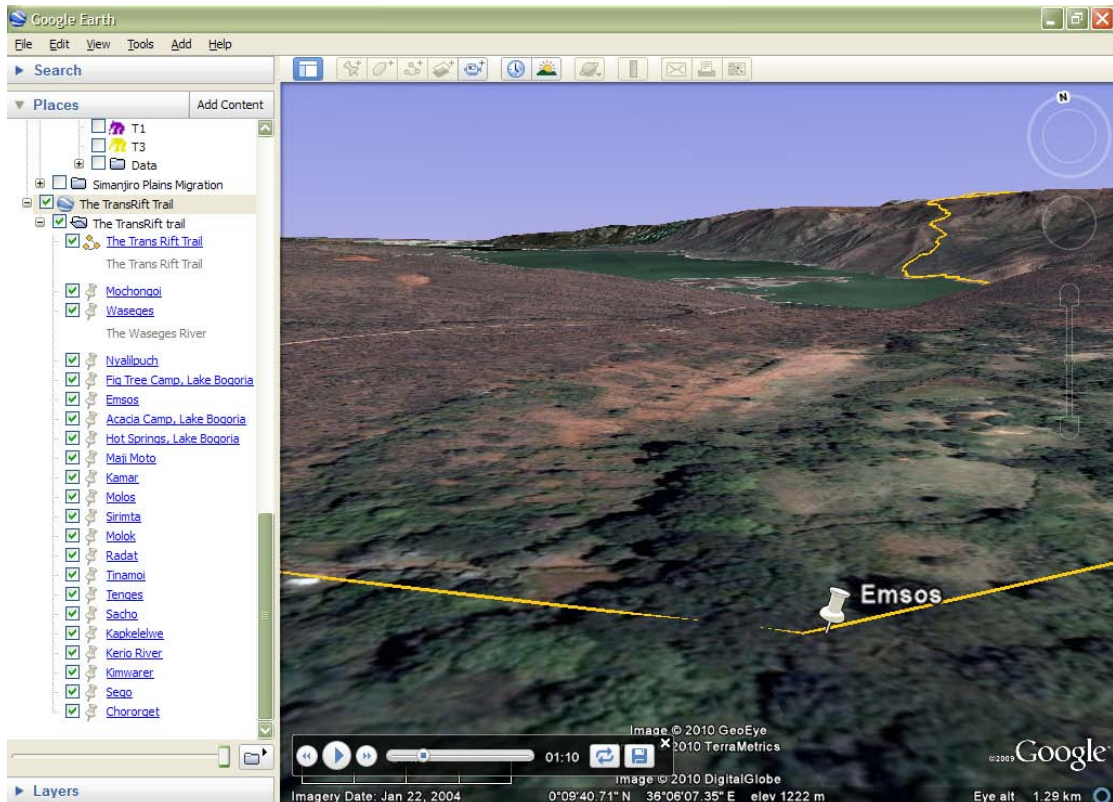 Google Earth
File Edit View Tools Add Help
Search
Places
Add Content
T1
T3
Data
Simanjiro Plains Migration
The TransRift Trail
The TransRift trail
The Trans Rift Trail
The Trans Rift Trail
Mochongoi
Waseges
The Waseges River
Nyalilpuch
Fig Tree Camp, Lake Bogoria
Emsos
Acacia Camp, Lake Bogoria
Hot Springs, Lake Bogoria
Maji Moto
Kamar
Molos
Sirimta
Molok
Radat
Tinamoi
Tenges
Sacho
Kapkelelwe
Kerio River
Kimwarer
Sego
Chororget
Layers
N
Emsos
Image © 2010 GeoEye
2010 TerraMetrics
01:10
Image © 2010 DigitalGlobe
©2009 Google
Imagery Date: Jan 22, 2004 0°09'40.71" N 36°06'07.35" E elev 1222 m Eye alt 1.29 km